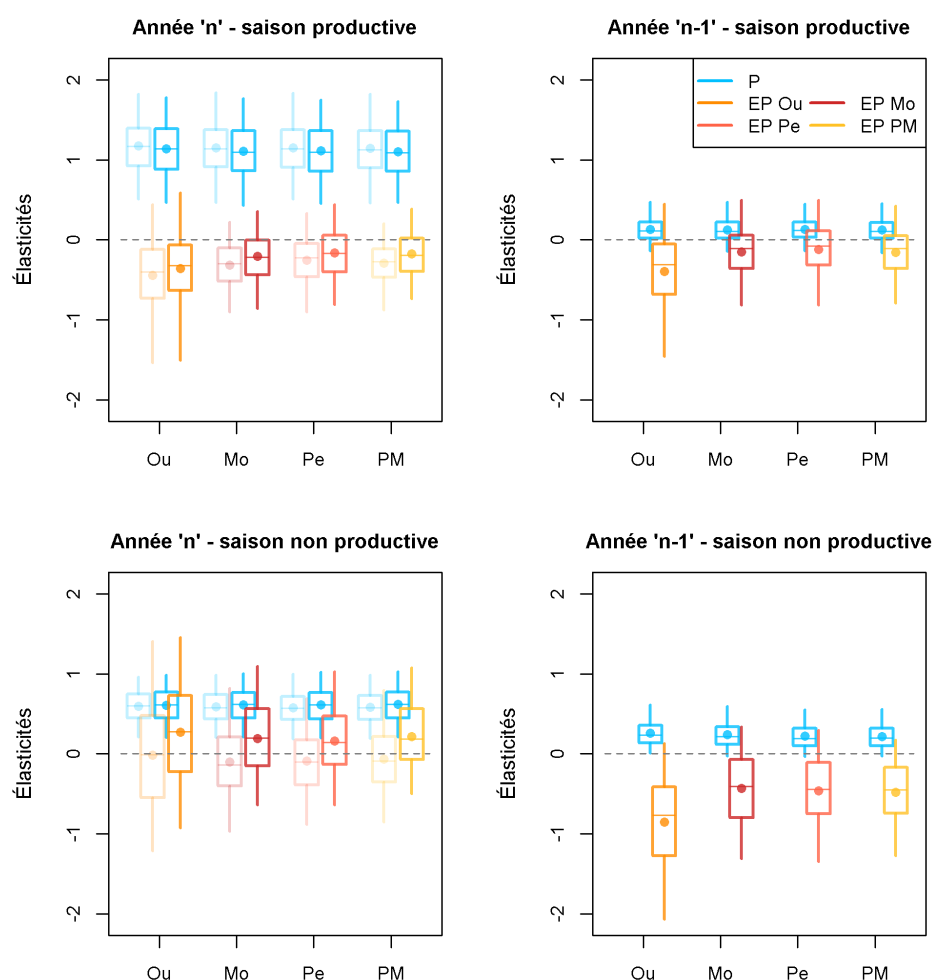 Année 'n' - saison productive
Année 'n-1' - saison productive
Élasticités
2
1
0
-1
-2
Ou Mo Pe PM
Élasticités
2
1
0
-1
-2
P
EP Ou EP Mo
EP Pe EP PM
Ou Mo Pe PM
Année 'n' - saison non productive
Année 'n-1' - saison non productive
Élasticités
2
1
0
-1
-2
Ou Mo Pe PM
Élasticités
2
1
0
-1
-2
Ou Mo Pe PM